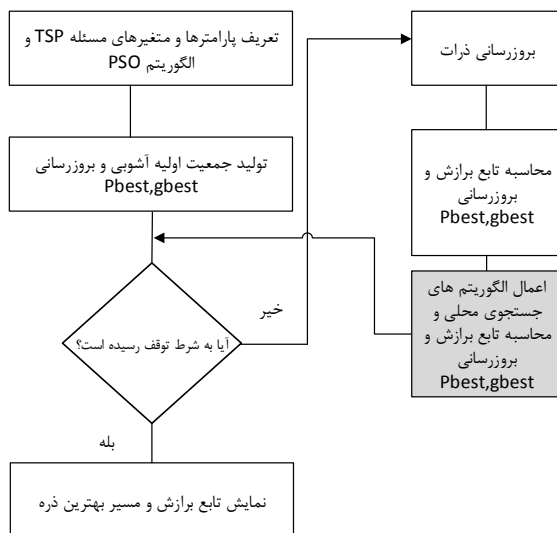 تعریف پارامترها و متغیرهای مسئله TSP و
الگوریتم PSO
تولید جمعیت اولیه آشوبی و بروزرسانی
Pbest,gbest
آیا به شرط توقف رسیده است؟
خیر
بله
نمایش تابع برازش و مسیر بهترین ذره
بروزرسانی ذرات
محاسبه تابع برازش و
بروزرسانی
Pbest,gbest
اعمال الگوریتم های
جستجوی محلی و
محاسبه تابع برازش و
بروزرسانی
Pbest,gbest